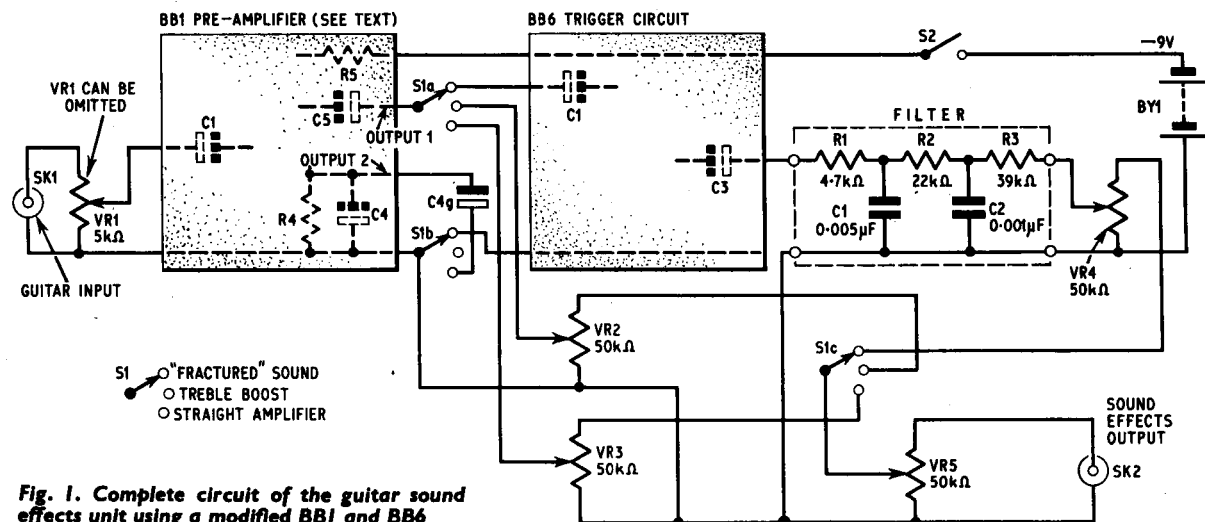 BB1 PRE-AMPLIFIER (SEE TEXT)
BB6 TRIGGER CIRCUIT
S2
−9V
VR1 CAN BE
OMITTED
R5
S1a
C1
C5
OUTPUT 1
C1
BY1
FILTER
R1
R2
R3
4·7kΩ
22kΩ
39kΩ
C3
SK1
VR1
5kΩ
OUTPUT 2
R4
C4
C4g
C1
0·005µF
C2
0·001µF
S1b
GUITAR INPUT
VR4
50kΩ
VR2
50kΩ
S1c
S1
"FRACTURED" SOUND
TREBLE BOOST
STRAIGHT AMPLIFIER
VR3
50kΩ
VR5
50kΩ
SOUND
EFFECTS
OUTPUT
SK2
Fig. 1. Complete circuit of the guitar sound
effects unit using a modified BB1 and BB6